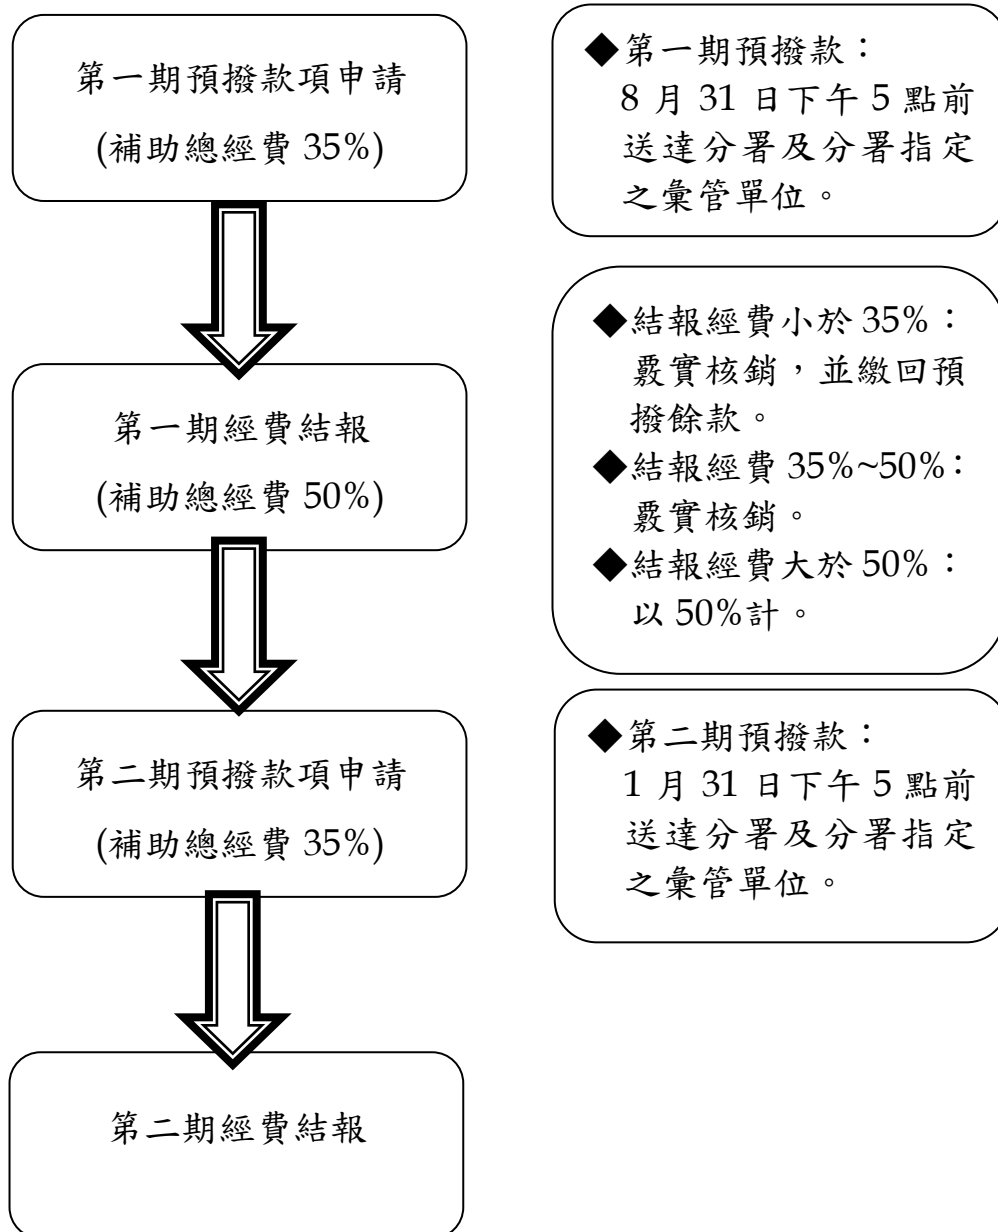 第一期預撥款項申請
(補助總經費 35%)
◆第一期預撥款：
8 月 31 日下午 5 點前
送達分署及分署指定
之彙管單位。
第一期經費結報
(補助總經費 50%)
◆結報經費小於 35%：
覈實核銷，並繳回預
撥餘款。
◆結報經費 35%~50%：
覈實核銷。
◆結報經費大於 50%：
以 50%計。
第二期預撥款項申請
(補助總經費 35%)
◆第二期預撥款：
1 月 31 日下午 5 點前
送達分署及分署指定
之彙管單位。
第二期經費結報